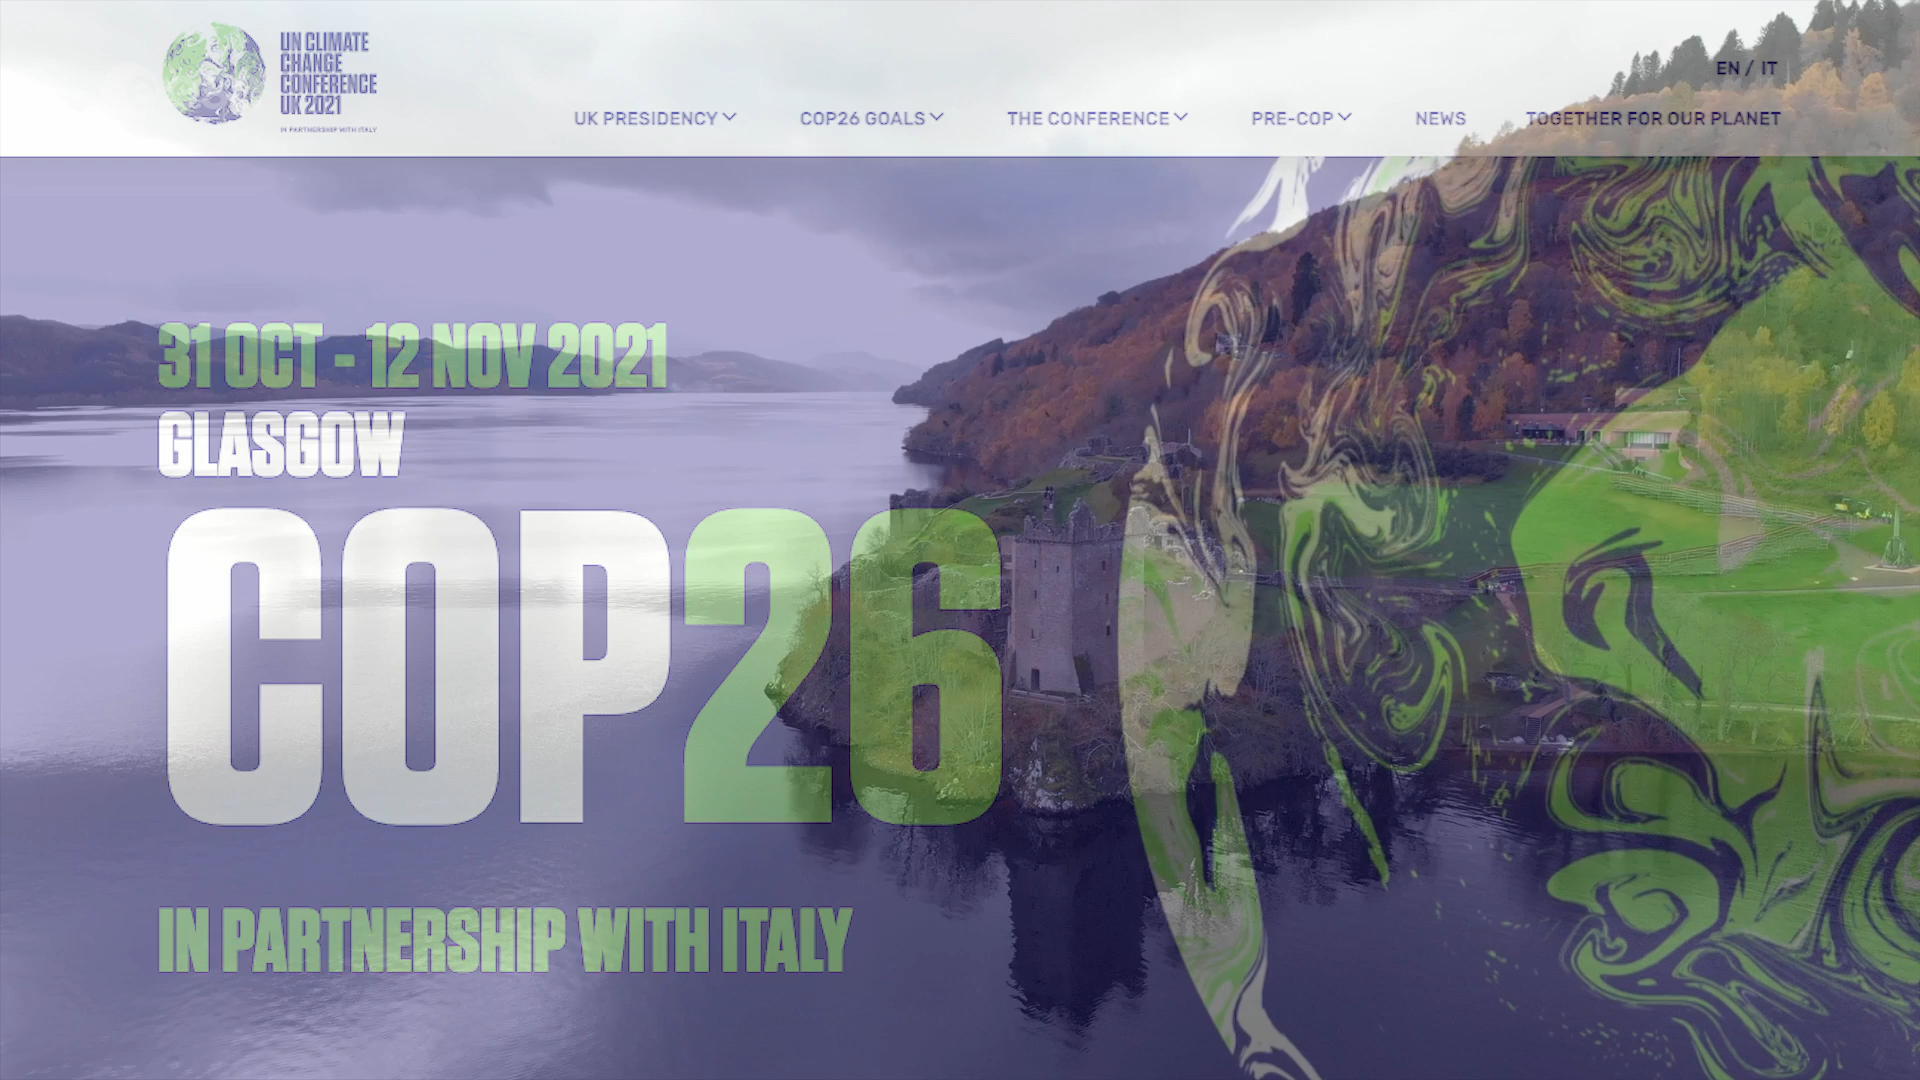 UN CLIMATE
CHANGE
CONFERENCE
UK 2021
IN PARTNERSHIP WITH ITALY
EN / IT
UK PRESIDENCY COP26 GOALS THE CONFERENCE PRE-COP NEWS TOGETHER FOR OUR PLANET
31 OCT - 12 NOV 2021
GLASGOW
COP26
IN PARTNERSHIP WITH ITALY